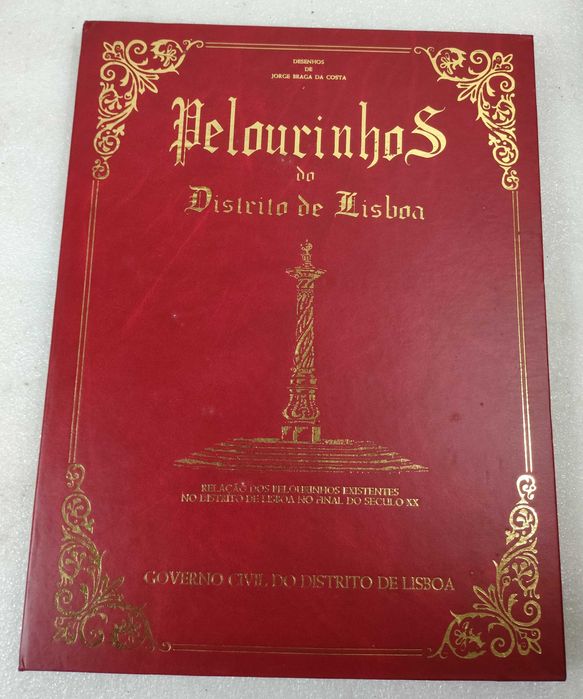 DESENHOS
DE
JORGE BRAGA DA COSTA
PelourinhoS
do
Distrito de Lisboa
RELAÇÃO DOS PELOURINHOS EXISTENTES
NO DISTRITO DE LISBOA NO FINAL DO SECULO XX
GOVERNO CIVIL DO DISTRITO DE LISBOA